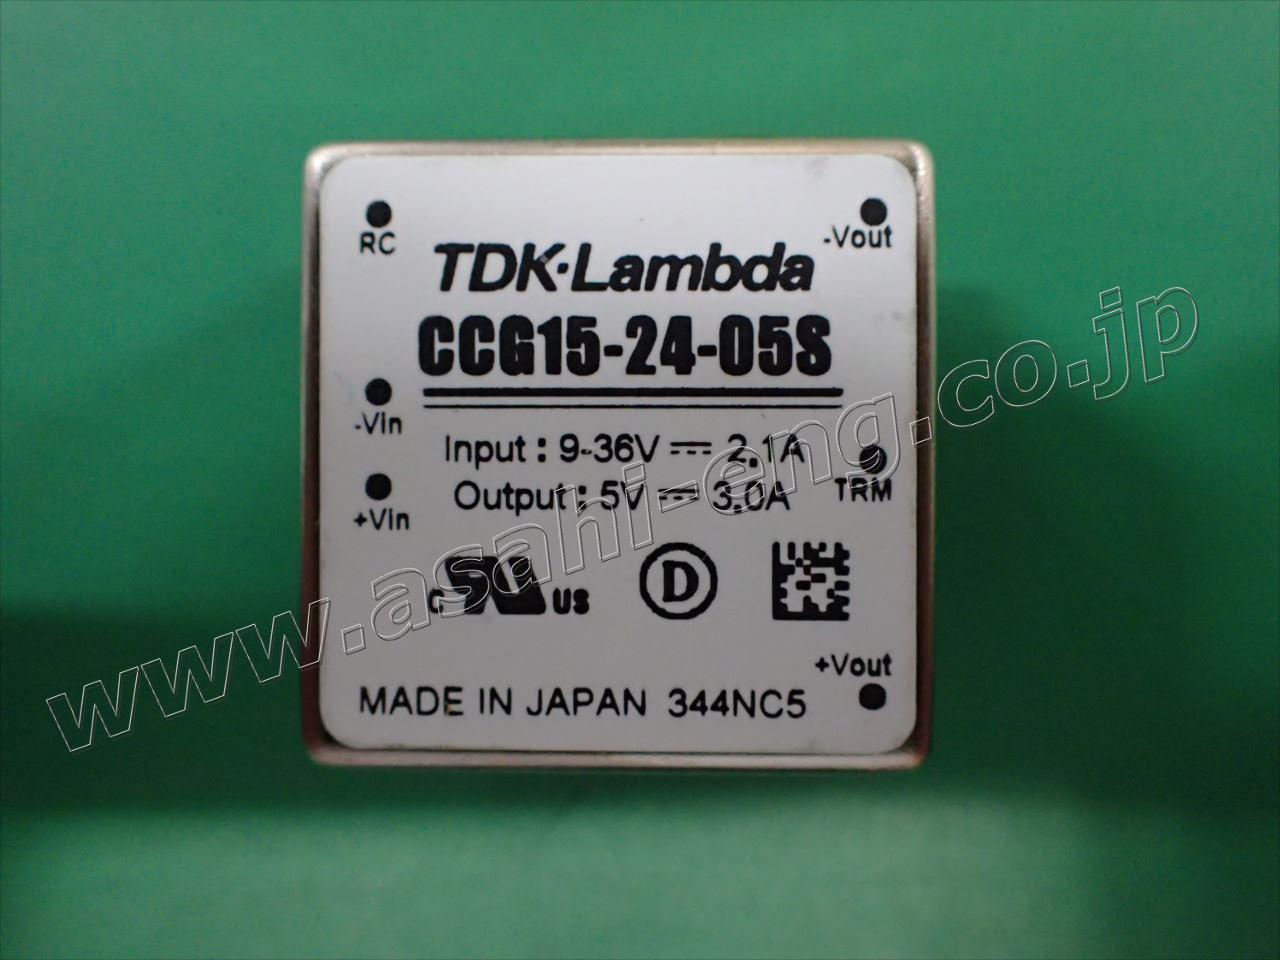 RC
-Vout
TDK·Lambda
CCG15-24-05S
-Vin
Input : 9-36V ⎓ 2.1A
Output : 5V ⎓ 3.0A
TRM
+Vin
C UR US
D
+Vout
MADE IN JAPAN 344NC5
www.asahi-eng.co.jp